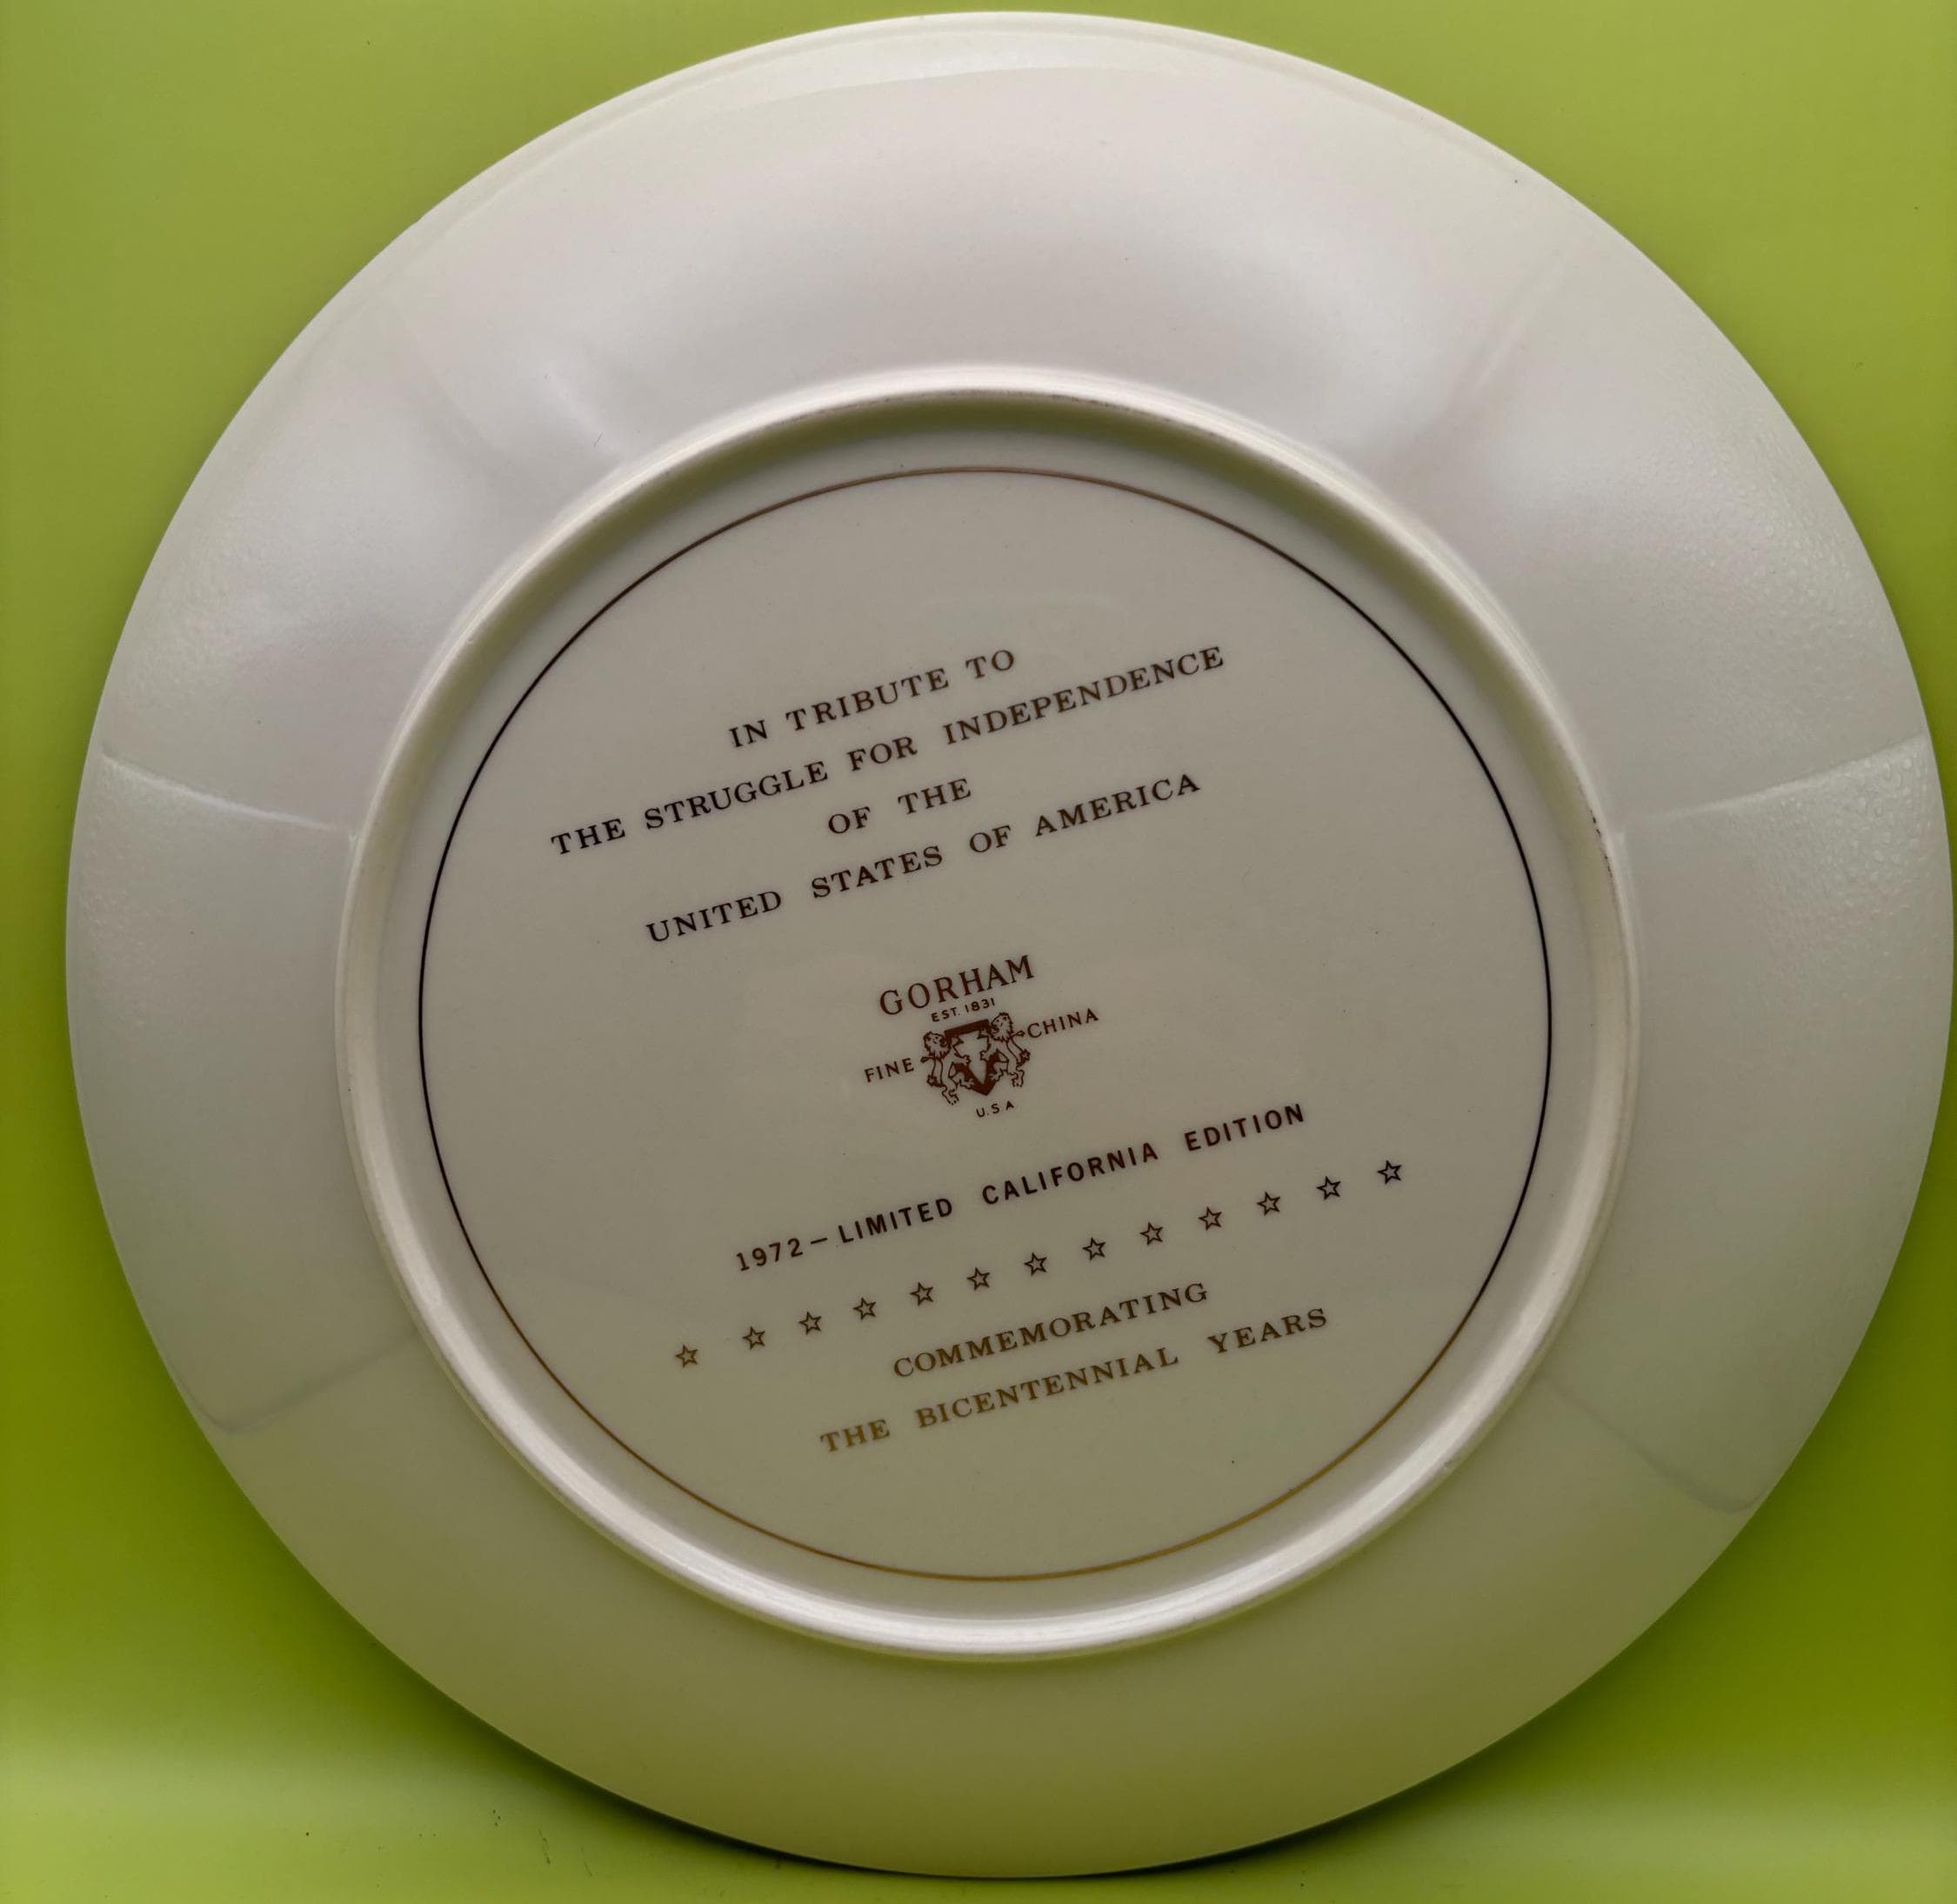 IN TRIBUTE TO
THE STRUGGLE FOR INDEPENDENCE
OF THE
UNITED STATES OF AMERICA
GORHAM
EST. 1831
FINE CHINA
U.S.A
1972 – LIMITED CALIFORNIA EDITION
☆ ☆ ☆ ☆ ☆ ☆ ☆ ☆ ☆ ☆ ☆ ☆ ☆
COMMEMORATING
THE BICENTENNIAL YEARS